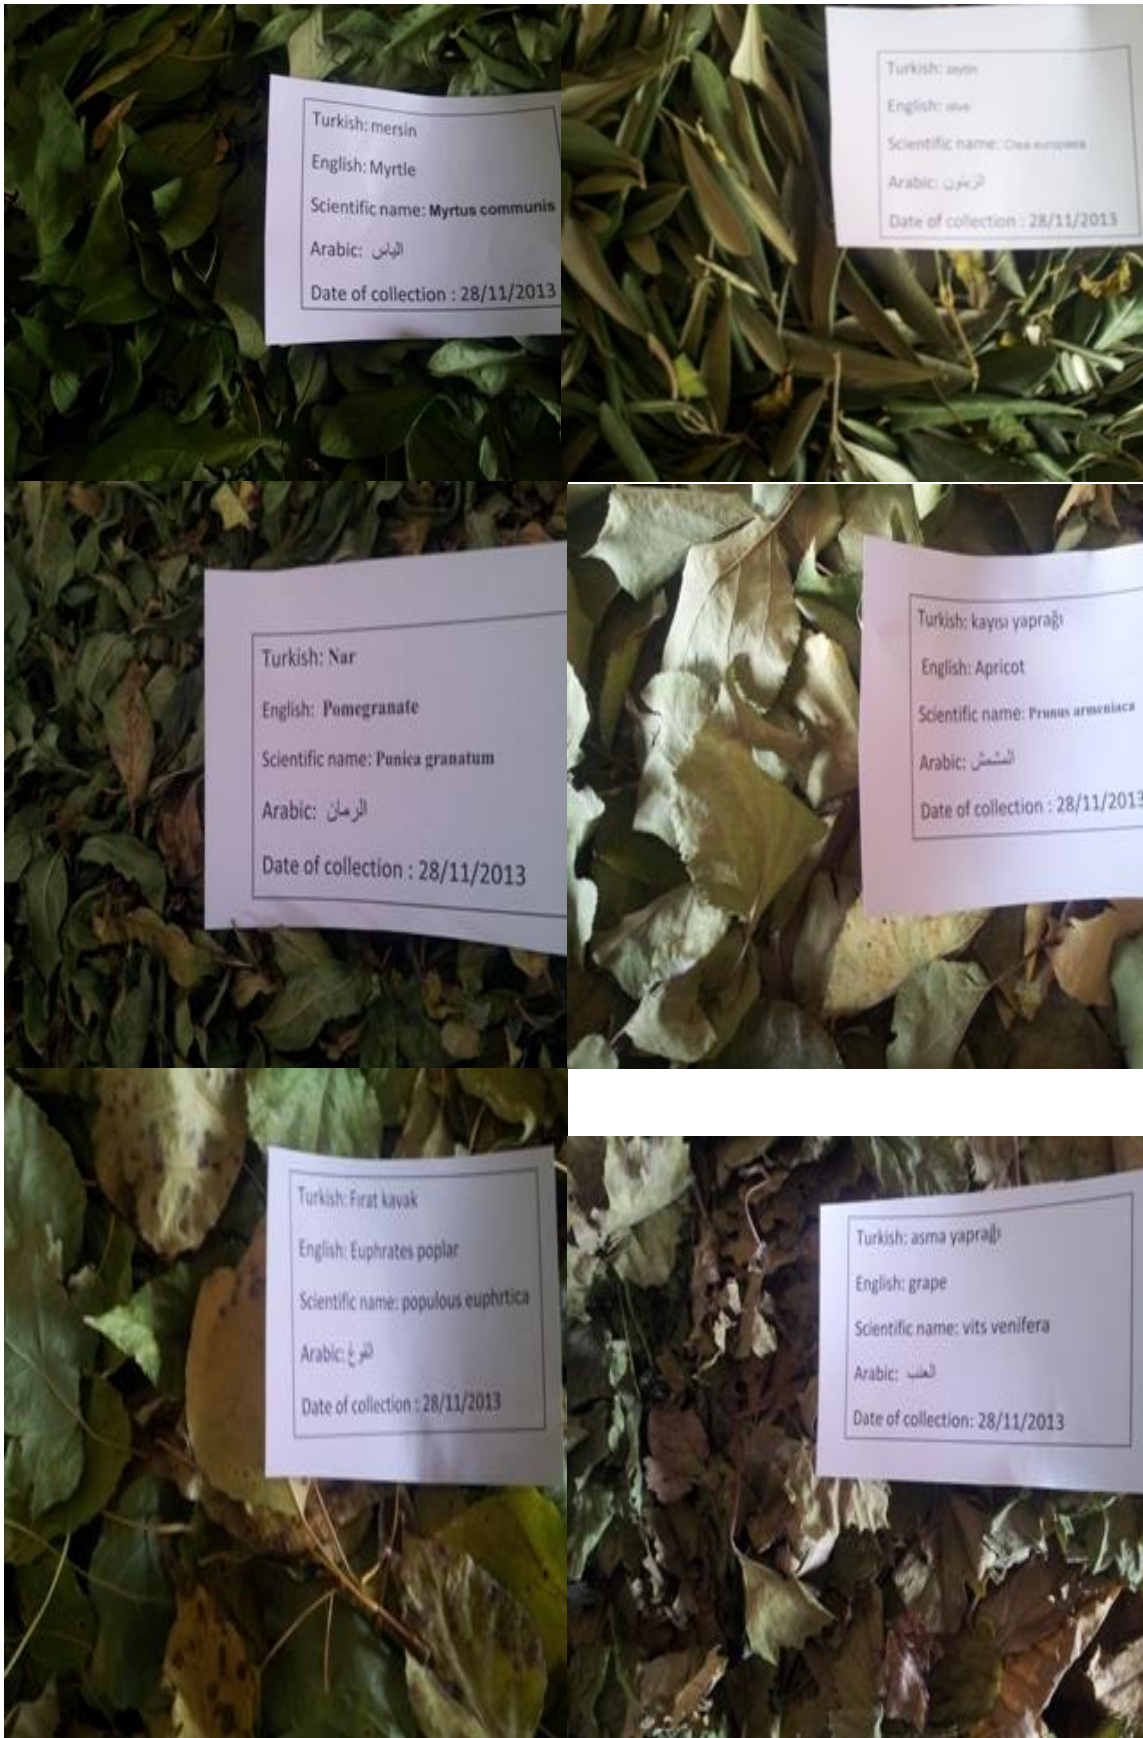 Turkish: mersin
English: Myrtle
Scientific name: Myrtus communis
Arabic: الياس
Date of collection : 28/11/2013
Turkish: zaytin
English: olive
Scientific name: Olea europaea
Arabic: الزيتون
Date of collection : 28/11/2013
Turkish: Nar
English: Pomegranate
Scientific name: Punica granatum
Arabic: الرمان
Date of collection : 28/11/2013
Turkish: kayısı yaprağı
English: Apricot
Scientific name: Prunus armeniaca
Arabic: المشمش
Date of collection : 28/11/2013
Turkish: Fırat kavak
English: Euphrates poplar
Scientific name: populous euphrtica
Arabic:
Date of collection : 28/11/2013
Turkish: asma yaprağı
English: grape
Scientific name: vits venifera
Arabic: العنب
Date of collection: 28/11/2013